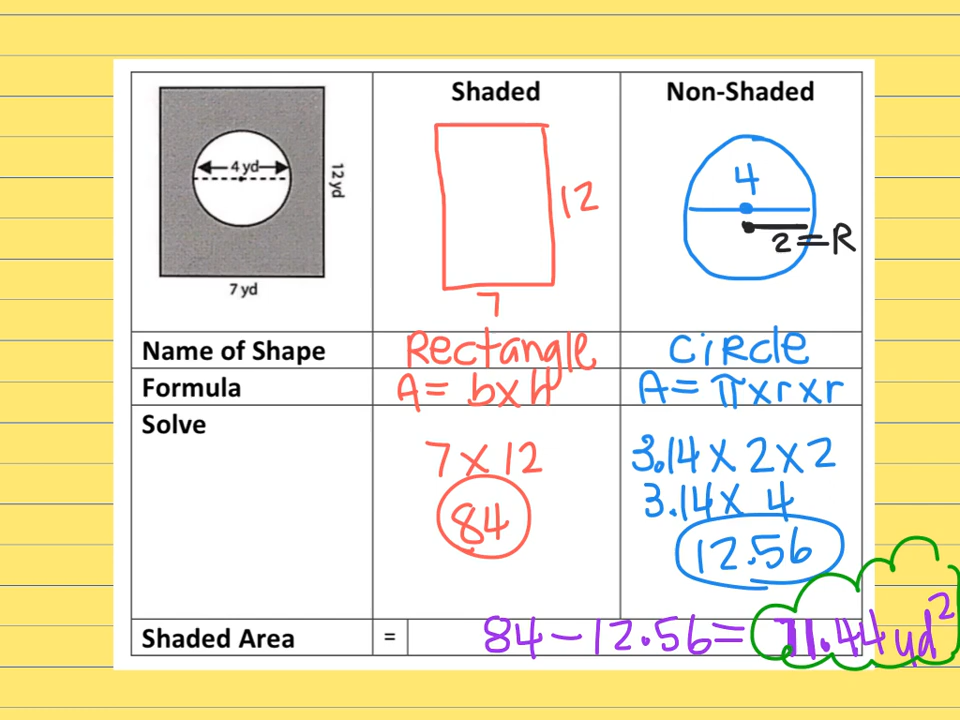 Shaded
Non-Shaded
4 yd
12 yd
7 yd
12
7
4
2=R
Name of Shape
Rectangle
Circle
Formula
A= bxh
A= πxrxr
Solve
7 X 12
84
3.14 X 2 X 2
3.14 X 4
12.56
Shaded Area
=
84 - 12.56 = 71.44 yd²